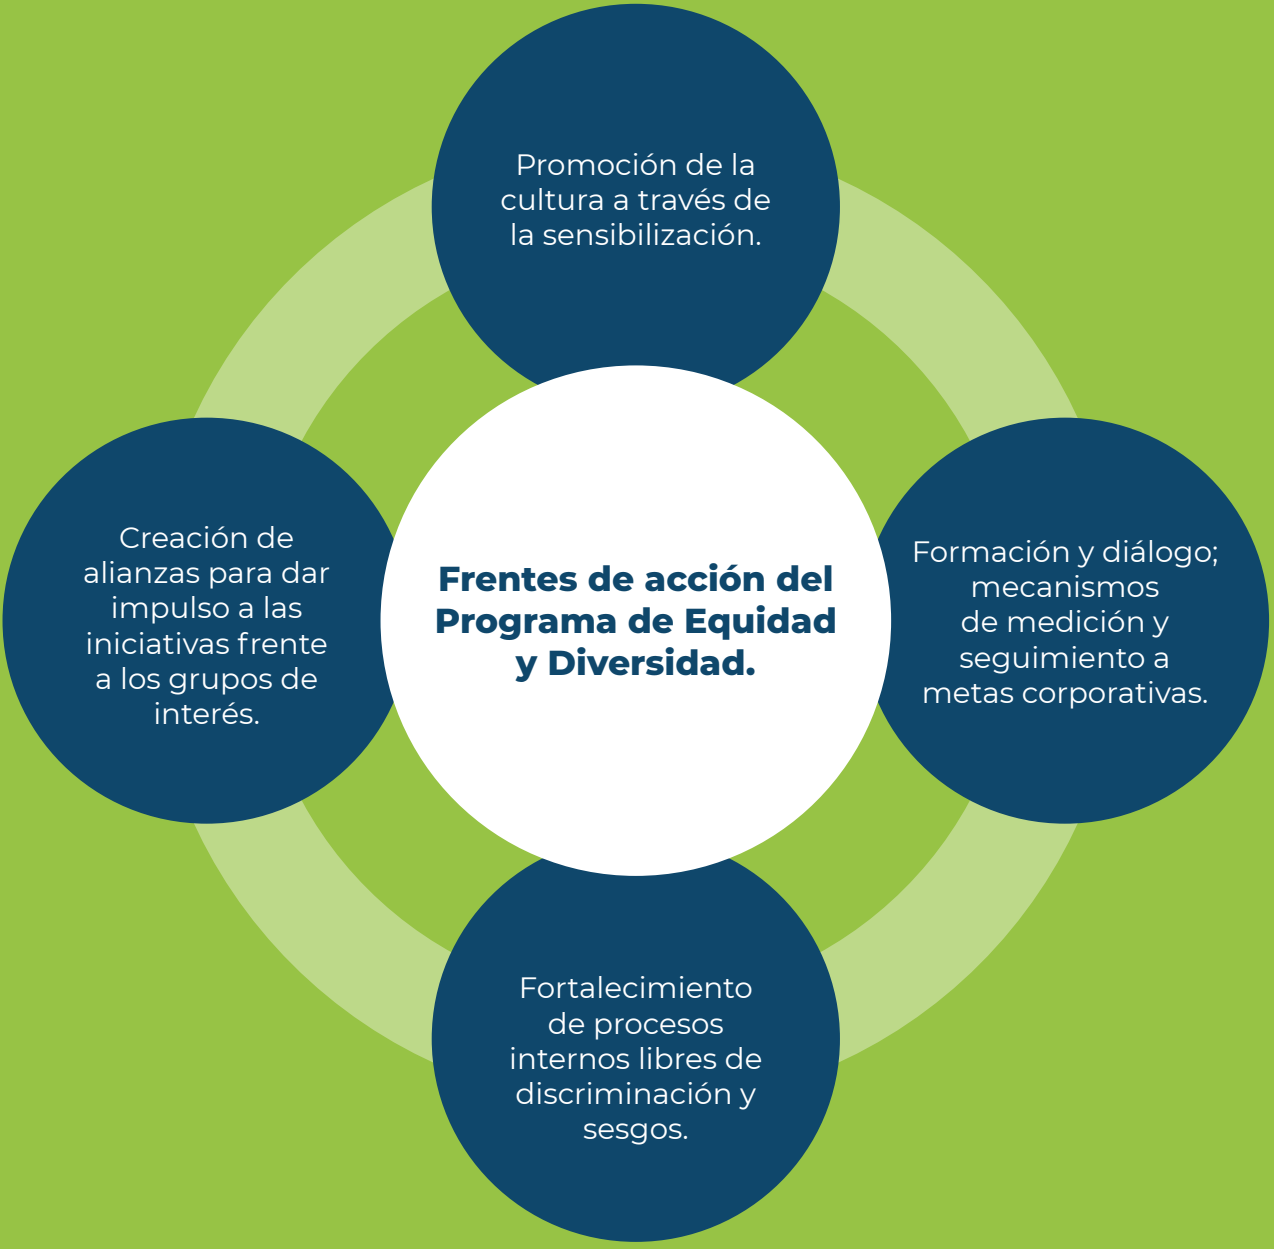 Promoción de la
cultura a través de
la sensibilización.
Creación de
alianzas para dar
impulso a las
iniciativas frente
a los grupos de
interés.
Frentes de acción del
Programa de Equidad
y Diversidad.
Formación y diálogo;
mecanismos
de medición y
seguimiento a
metas corporativas.
Fortalecimiento
de procesos
internos libres de
discriminación y
sesgos.